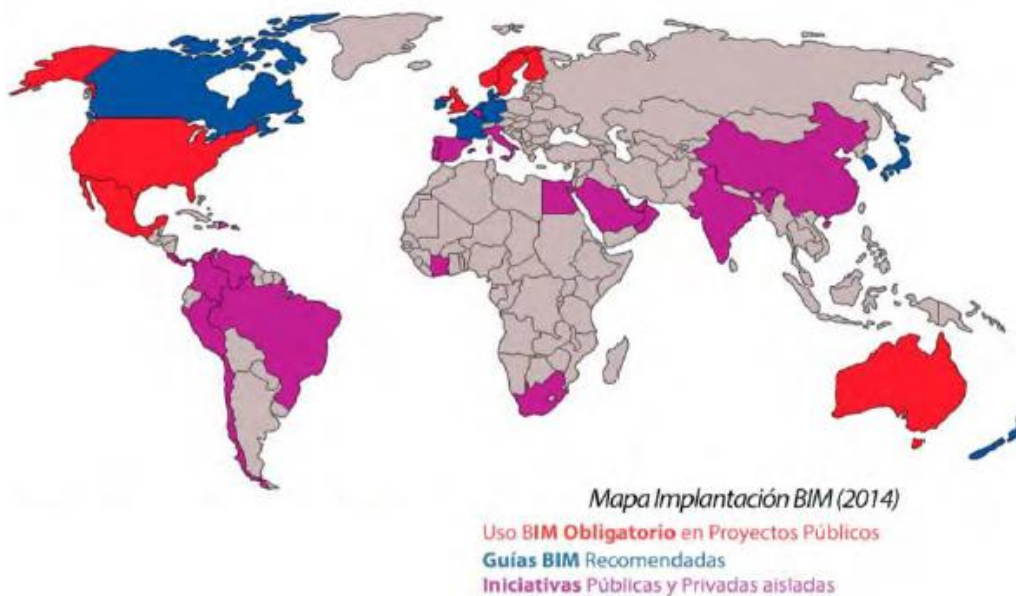 Mapa Implantación BIM (2014)
Uso BIM Obligatorio en Proyectos Públicos
Guías BIM Recomendadas
Iniciativas Públicas y Privadas aisladas